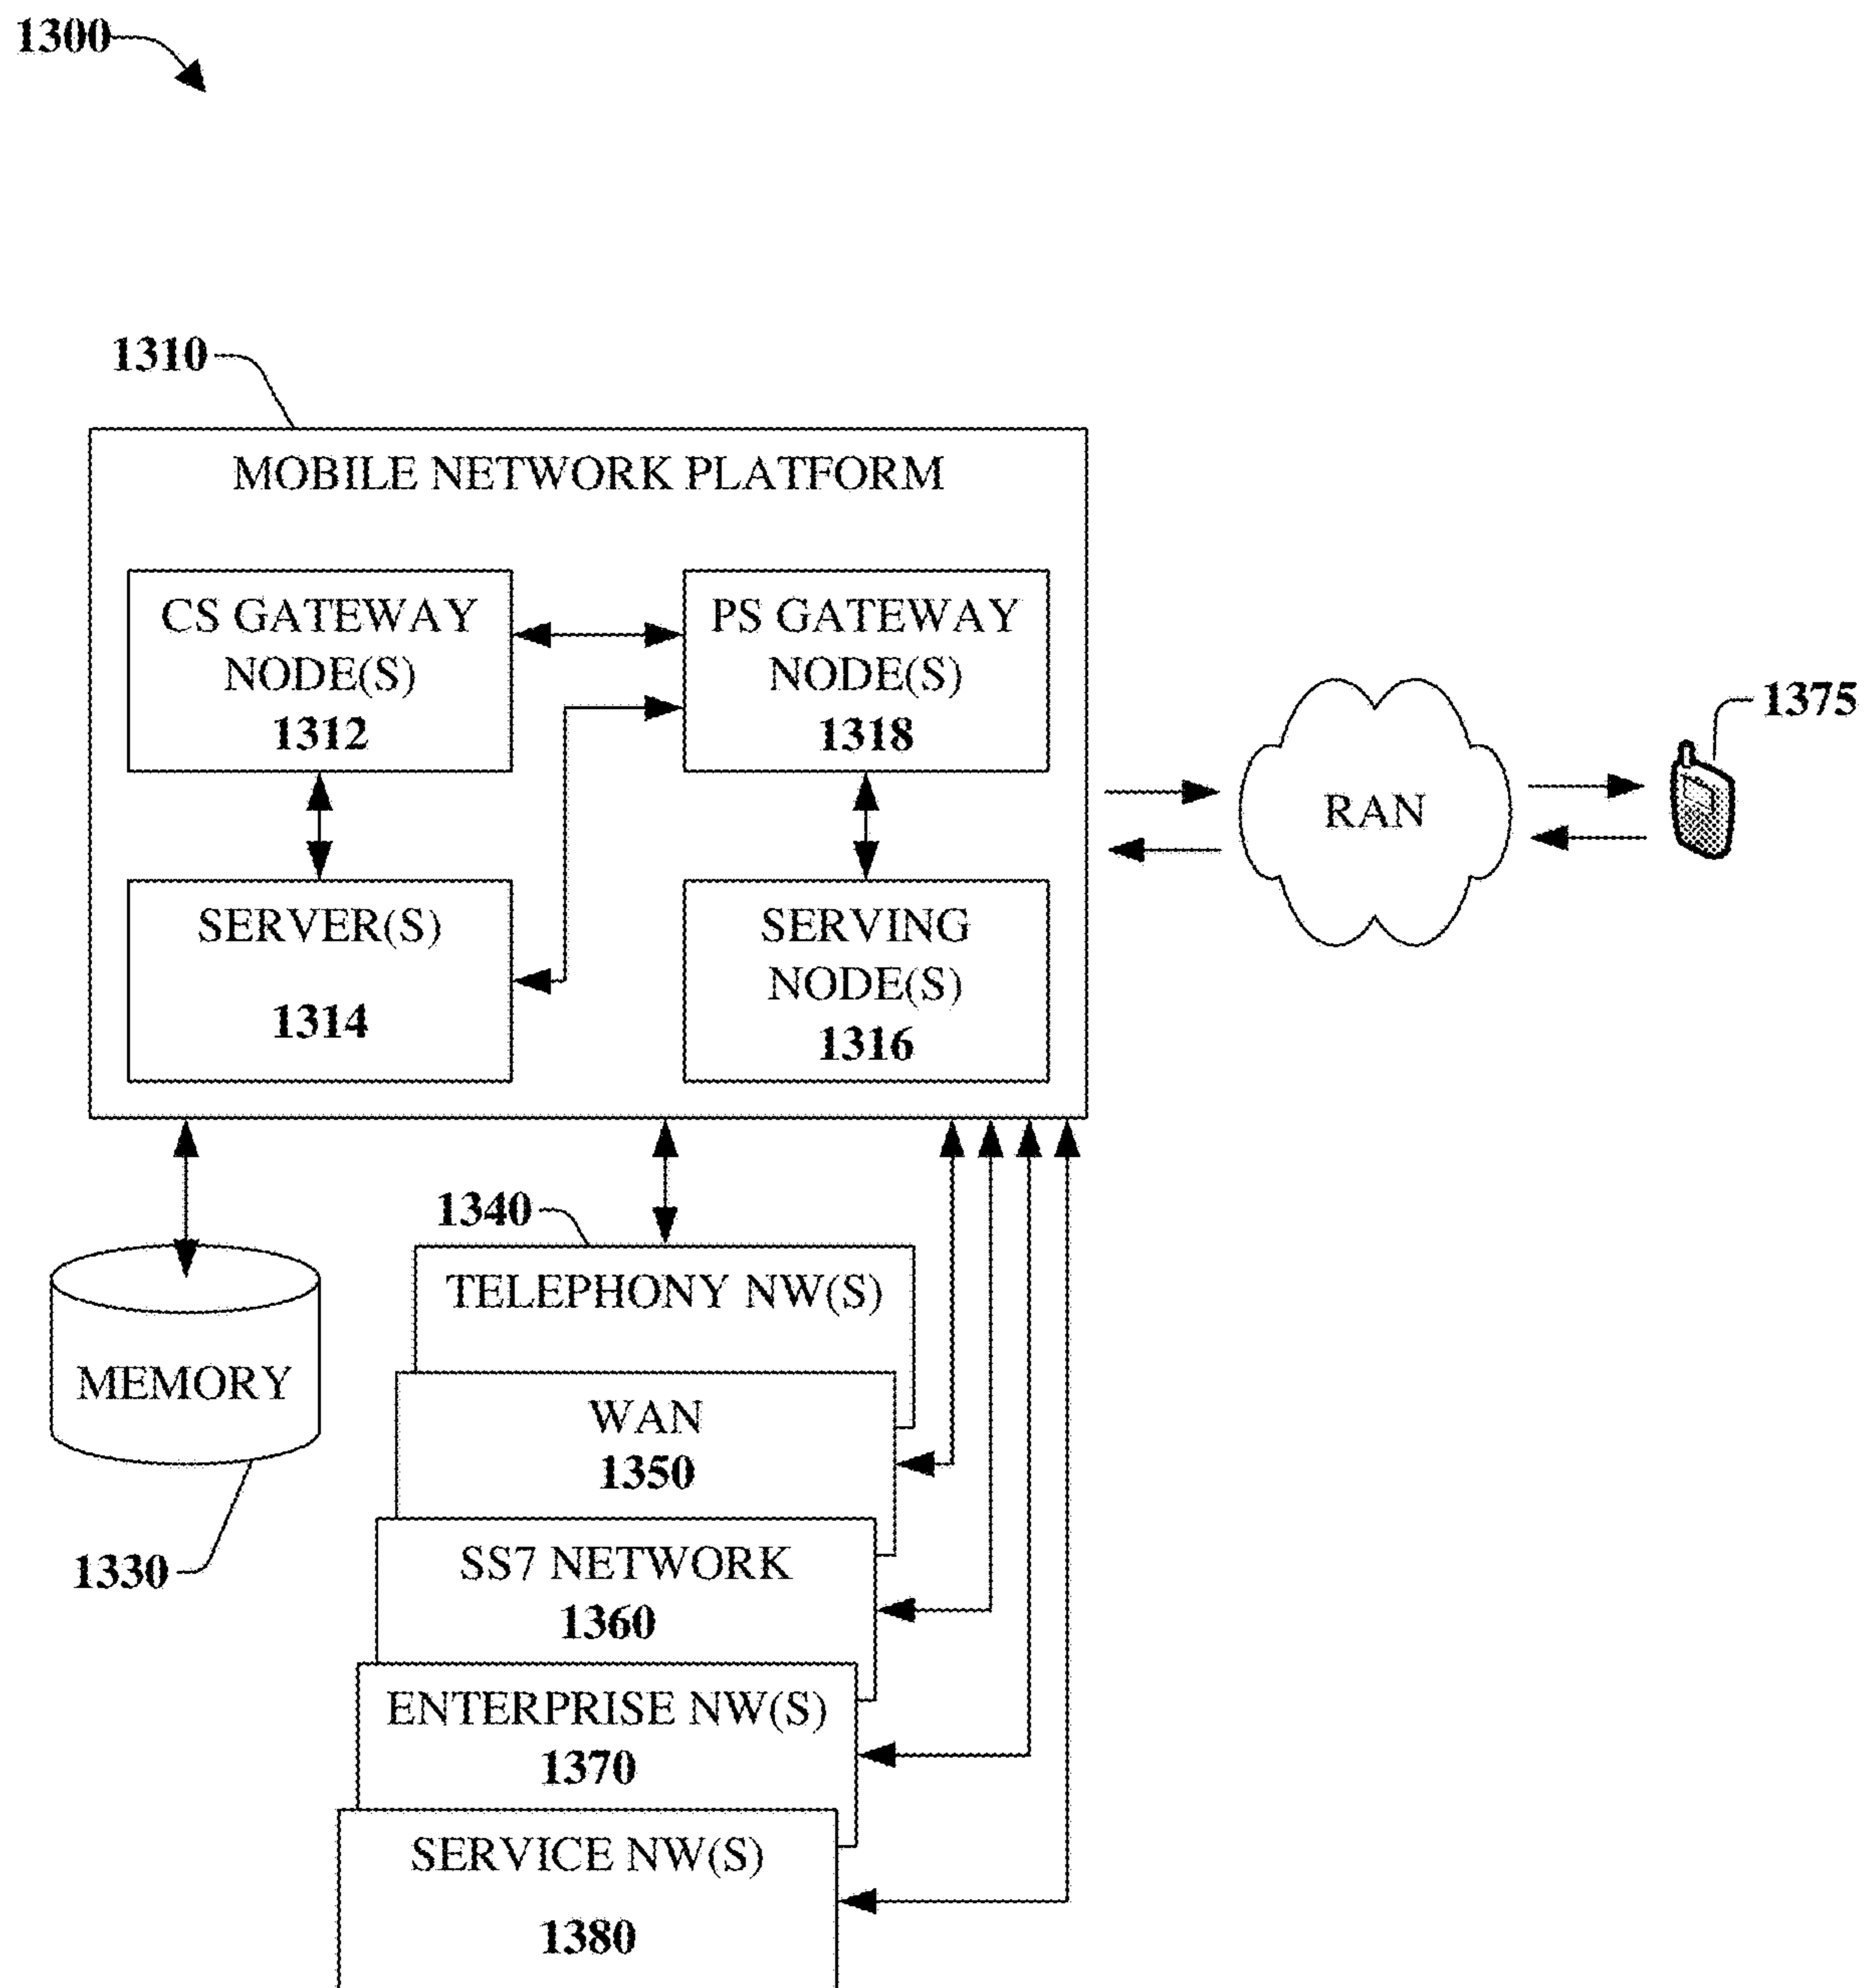 1300
1310
MOBILE NETWORK PLATFORM
CS GATEWAY
NODE(S)
1312
PS GATEWAY
NODE(S)
1318
SERVER(S)
1314
SERVING
NODE(S)
1316
RAN
1375
1340
TELEPHONY NW(S)
MEMORY
1330
WAN
1350
SS7 NETWORK
1360
ENTERPRISE NW(S)
1370
SERVICE NW(S)
1380